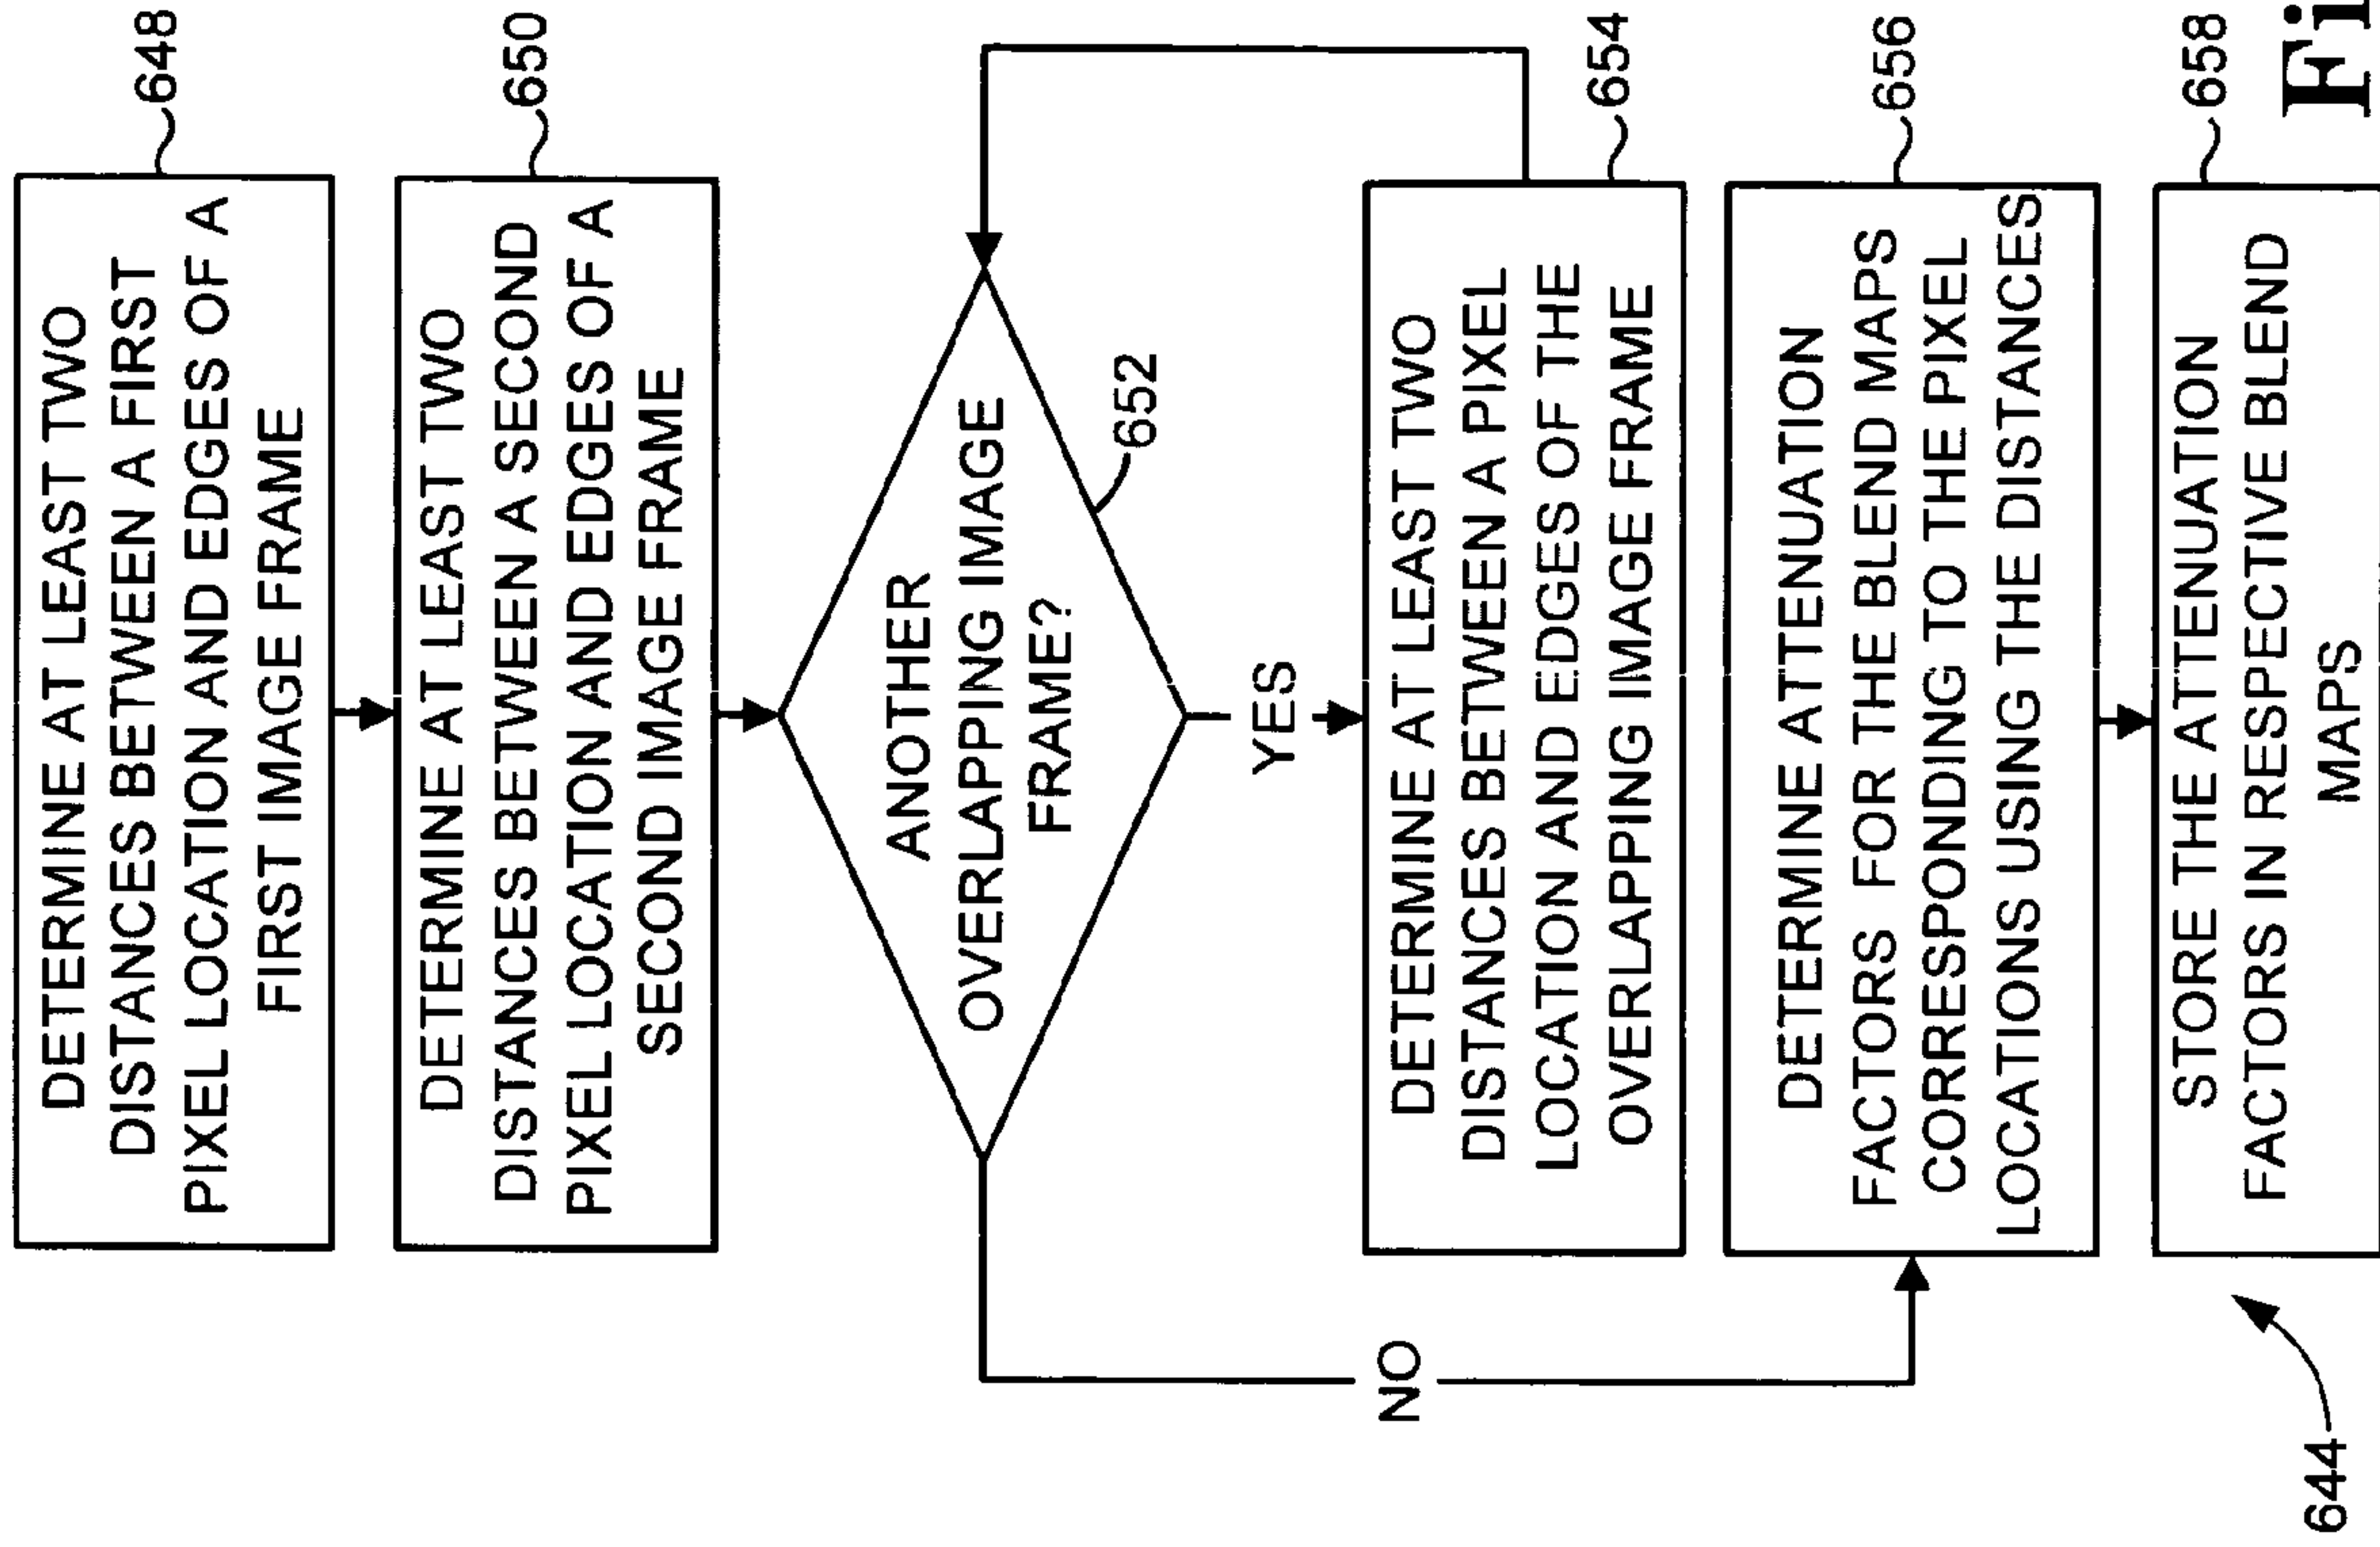 DETERMINE AT LEAST TWO
DISTANCES BETWEEN A FIRST
PIXEL LOCATION AND EDGES OF A
FIRST IMAGE FRAME
648
DETERMINE AT LEAST TWO
DISTANCES BETWEEN A SECOND
PIXEL LOCATION AND EDGES OF A
SECOND IMAGE FRAME
650
ANOTHER
OVERLAPPING IMAGE
FRAME?
652
YES
NO
DETERMINE AT LEAST TWO
DISTANCES BETWEEN A PIXEL
LOCATION AND EDGES OF THE
OVERLAPPING IMAGE FRAME
654
DETERMINE ATTENUATION
FACTORS FOR THE BLEND MAPS
CORRESPONDING TO THE PIXEL
LOCATIONS USING THE DISTANCES
656
STORE THE ATTENUATION
FACTORS IN RESPECTIVE BLEND
MAPS
658
644
Fi